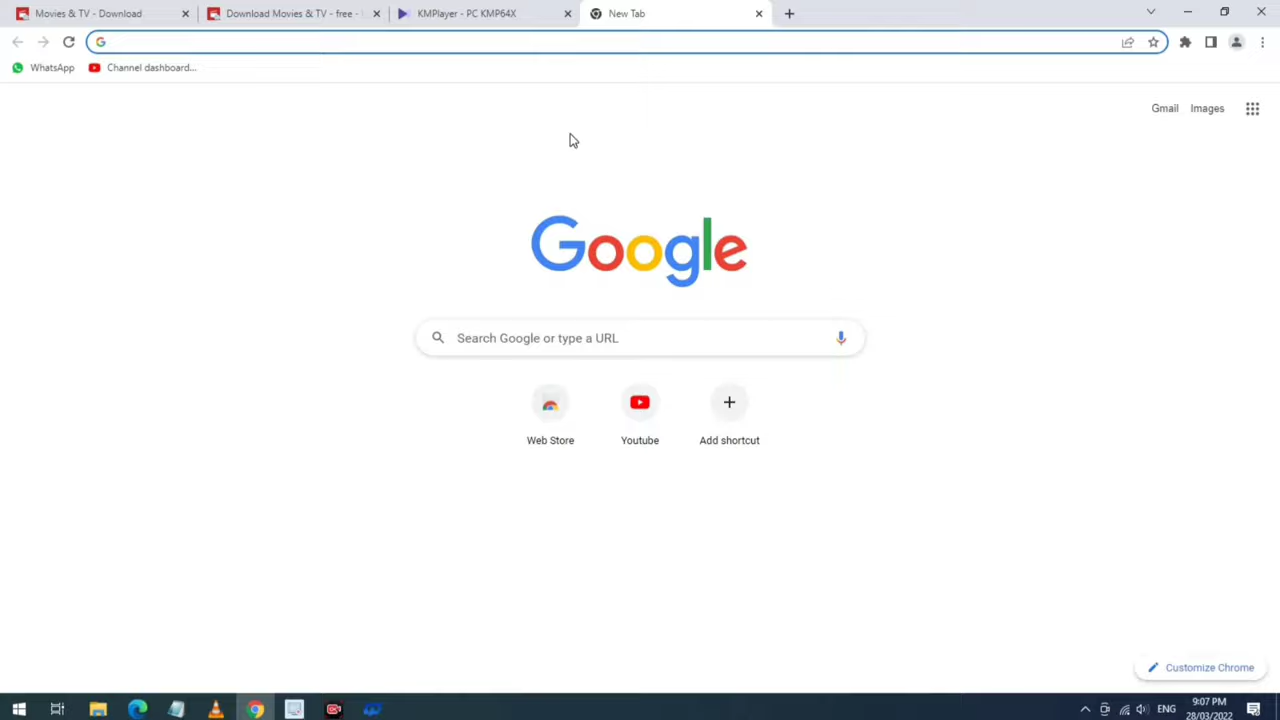 Movies & TV - Download
Download Movies & TV - free -
KMPlayer - PC KMP64X
New Tab
WhatsApp
Channel dashboard...
Gmail
Images
Google
Search Google or type a URL
Web Store
Youtube
Add shortcut
Customize Chrome
ENG
9:07 PM
28/03/2022